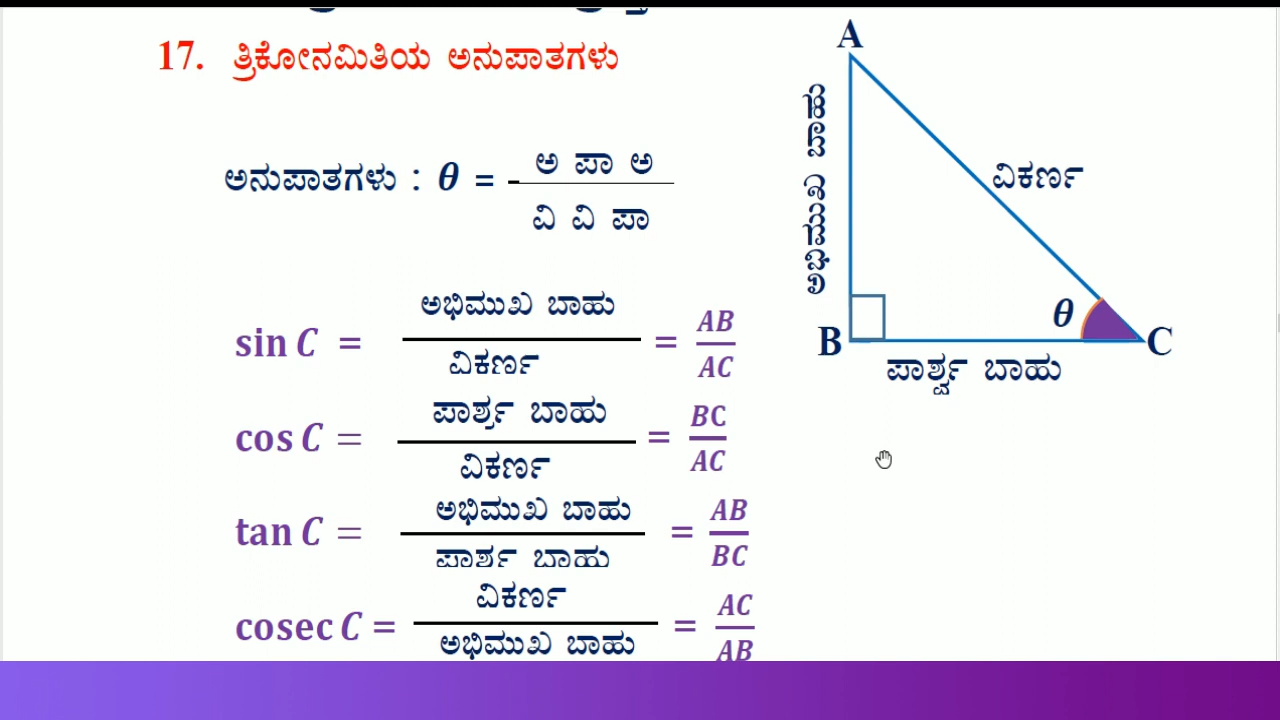 17. ತ್ರಿಕೋನಮಿತಿಯ ಅನುಪಾತಗಳು
ಅನುಪಾತಗಳು : θ = - ಅ ಪಾ ಅ
ವಿ ವಿ ಪಾ
sin C = ಅಭಿಮುಖ ಬಾಹು / ವಿಕರ್ಣ = AB / AC
cos C = ಪಾರ್ಶ್ವ ಬಾಹು / ವಿಕರ್ಣ = BC / AC
tan C = ಅಭಿಮುಖ ಬಾಹು / ಪಾರ್ಶ್ವ ಬಾಹು = AB / BC
cosec C = ವಿಕರ್ಣ / ಅಭಿಮುಖ ಬಾಹು = AC / AB
A
ಅಭಿಮುಖ ಬಾಹು
ವಿಕರ್ಣ
B
θ
C
ಪಾರ್ಶ್ವ ಬಾಹು